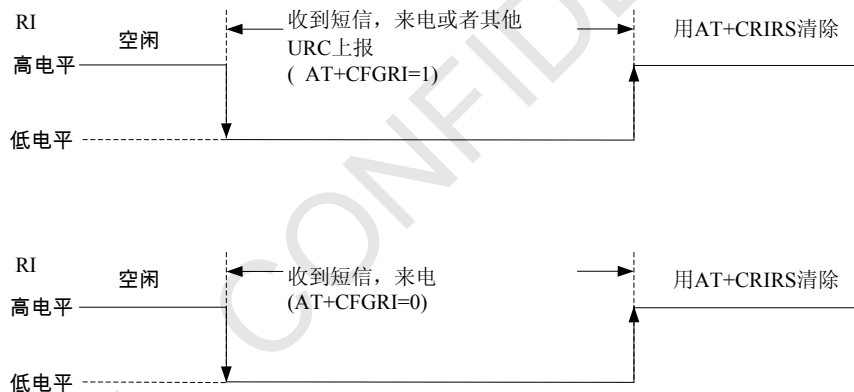 RI
空闲
收到短信，来电或者其他
URC上报
( AT+CFGRI=1)
用AT+CRIRS清除
高电平
低电平
RI
空闲
收到短信，来电
(AT+CFGRI=0)
用AT+CRIRS清除
高电平
低电平
CONFIDE